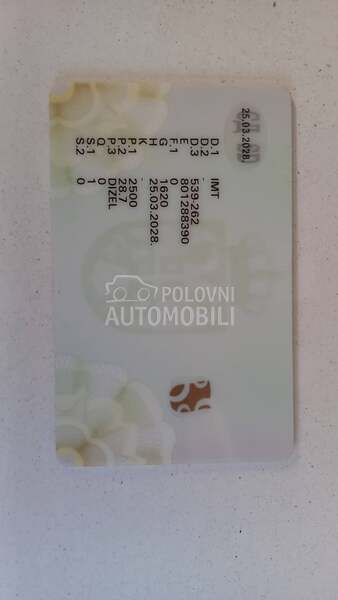 25.03.2028.
D.1 IMT
D.2 -
D.3 539-262
E 801288390
F.1 0
G 1620
H 25.03.2028.
K -
P.1 2500
P.2 28.7
P.3 DIZEL
Q 0
S.1 1
S.2 0
POLOVNI
AUTOMOBILI